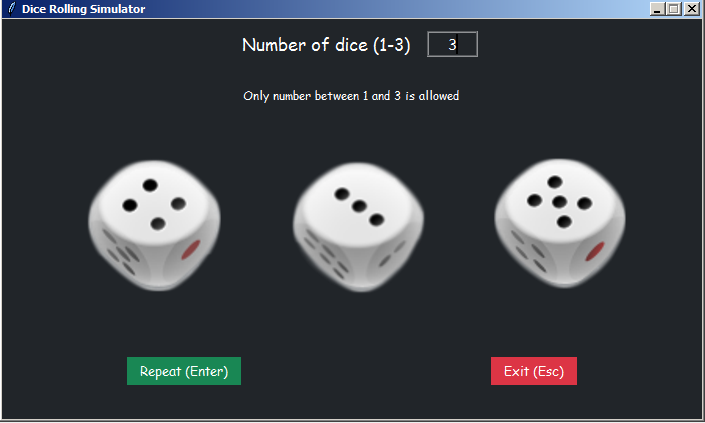 Dice Rolling Simulator
Number of dice (1-3) 3
Only number between 1 and 3 is allowed
Repeat (Enter) Exit (Esc)